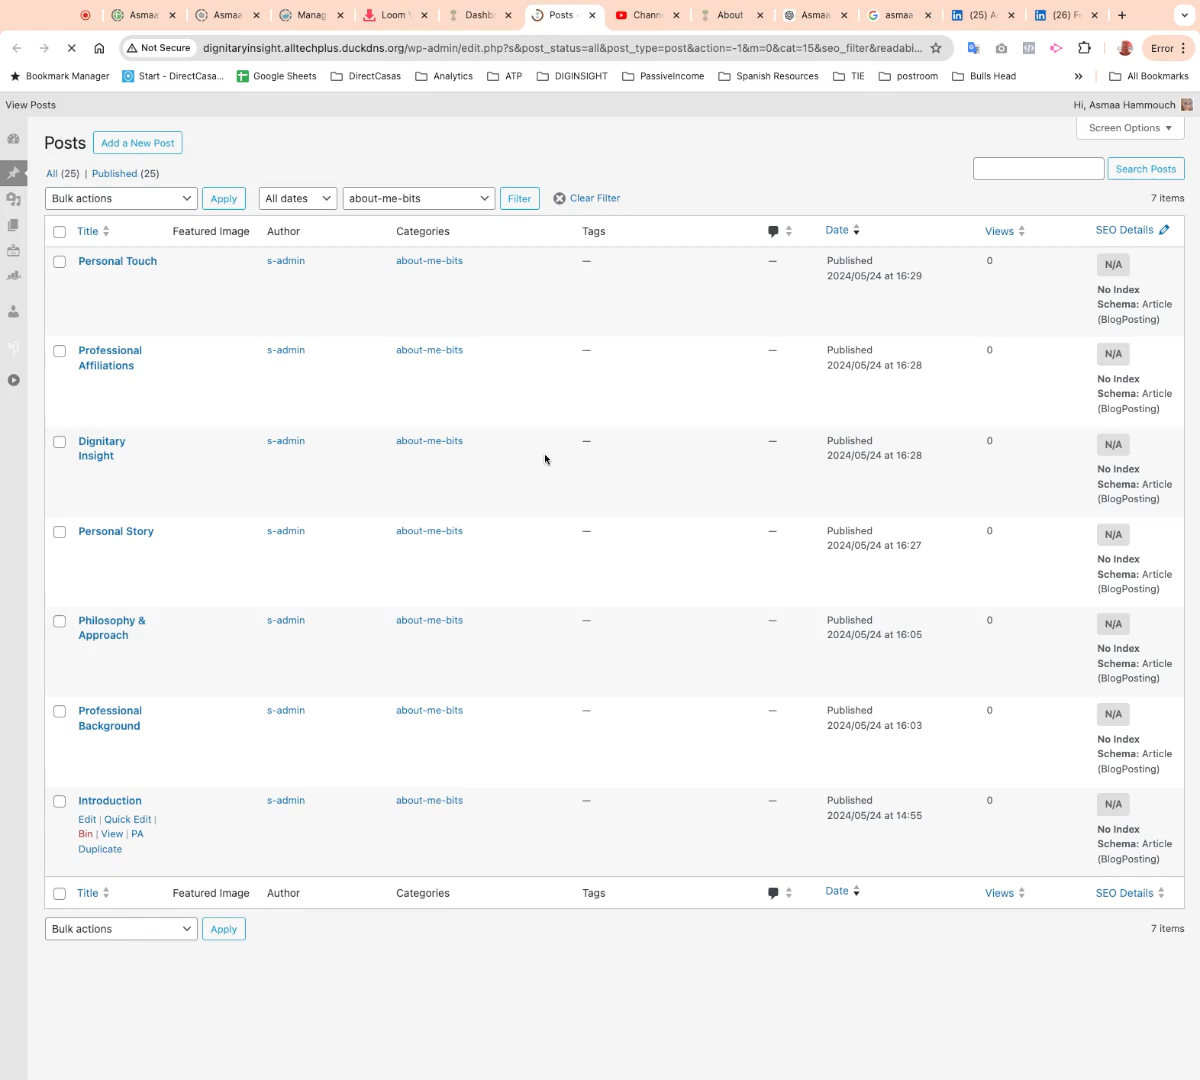 Asmaa
Asmaa
Manag
Loom V
Dashb
Posts
Chann
About
Asmaa
asmaa
(25) A
(26) F
Not Secure
dignitaryinsight.alltechplus.duckdns.org/wp-admin/edit.php?s&post_status=all&post_type=post&action=-1&m=0&cat=15&seo_filter&readabi...
Error
Bookmark Manager
Start - DirectCasa...
Google Sheets
DirectCasas
Analytics
ATP
DIGINSIGHT
PassiveIncome
Spanish Resources
TIE
postroom
Bulls Head
»
All Bookmarks
View Posts
Hi, Asmaa Hammouch
Screen Options
Posts
Add a New Post
All (25) | Published (25)
Search Posts
Bulk actions
Apply
All dates
about-me-bits
Filter
Clear Filter
7 items
Title Featured Image Author Categories Tags Date Views SEO Details
Personal Touch
s-admin
about-me-bits
—
—
Published
2024/05/24 at 16:29
0
N/A
No Index
Schema: Article
(BlogPosting)
Professional
Affiliations
s-admin
about-me-bits
—
—
Published
2024/05/24 at 16:28
0
N/A
No Index
Schema: Article
(BlogPosting)
Dignitary
Insight
s-admin
about-me-bits
—
—
Published
2024/05/24 at 16:28
0
N/A
No Index
Schema: Article
(BlogPosting)
Personal Story
s-admin
about-me-bits
—
—
Published
2024/05/24 at 16:27
0
N/A
No Index
Schema: Article
(BlogPosting)
Philosophy &
Approach
s-admin
about-me-bits
—
—
Published
2024/05/24 at 16:05
0
N/A
No Index
Schema: Article
(BlogPosting)
Professional
Background
s-admin
about-me-bits
—
—
Published
2024/05/24 at 16:03
0
N/A
No Index
Schema: Article
(BlogPosting)
Introduction
Edit | Quick Edit |
Bin | View | PA
Duplicate
s-admin
about-me-bits
—
—
Published
2024/05/24 at 14:55
0
N/A
No Index
Schema: Article
(BlogPosting)
Title Featured Image Author Categories Tags Date Views SEO Details
Bulk actions
Apply
7 items